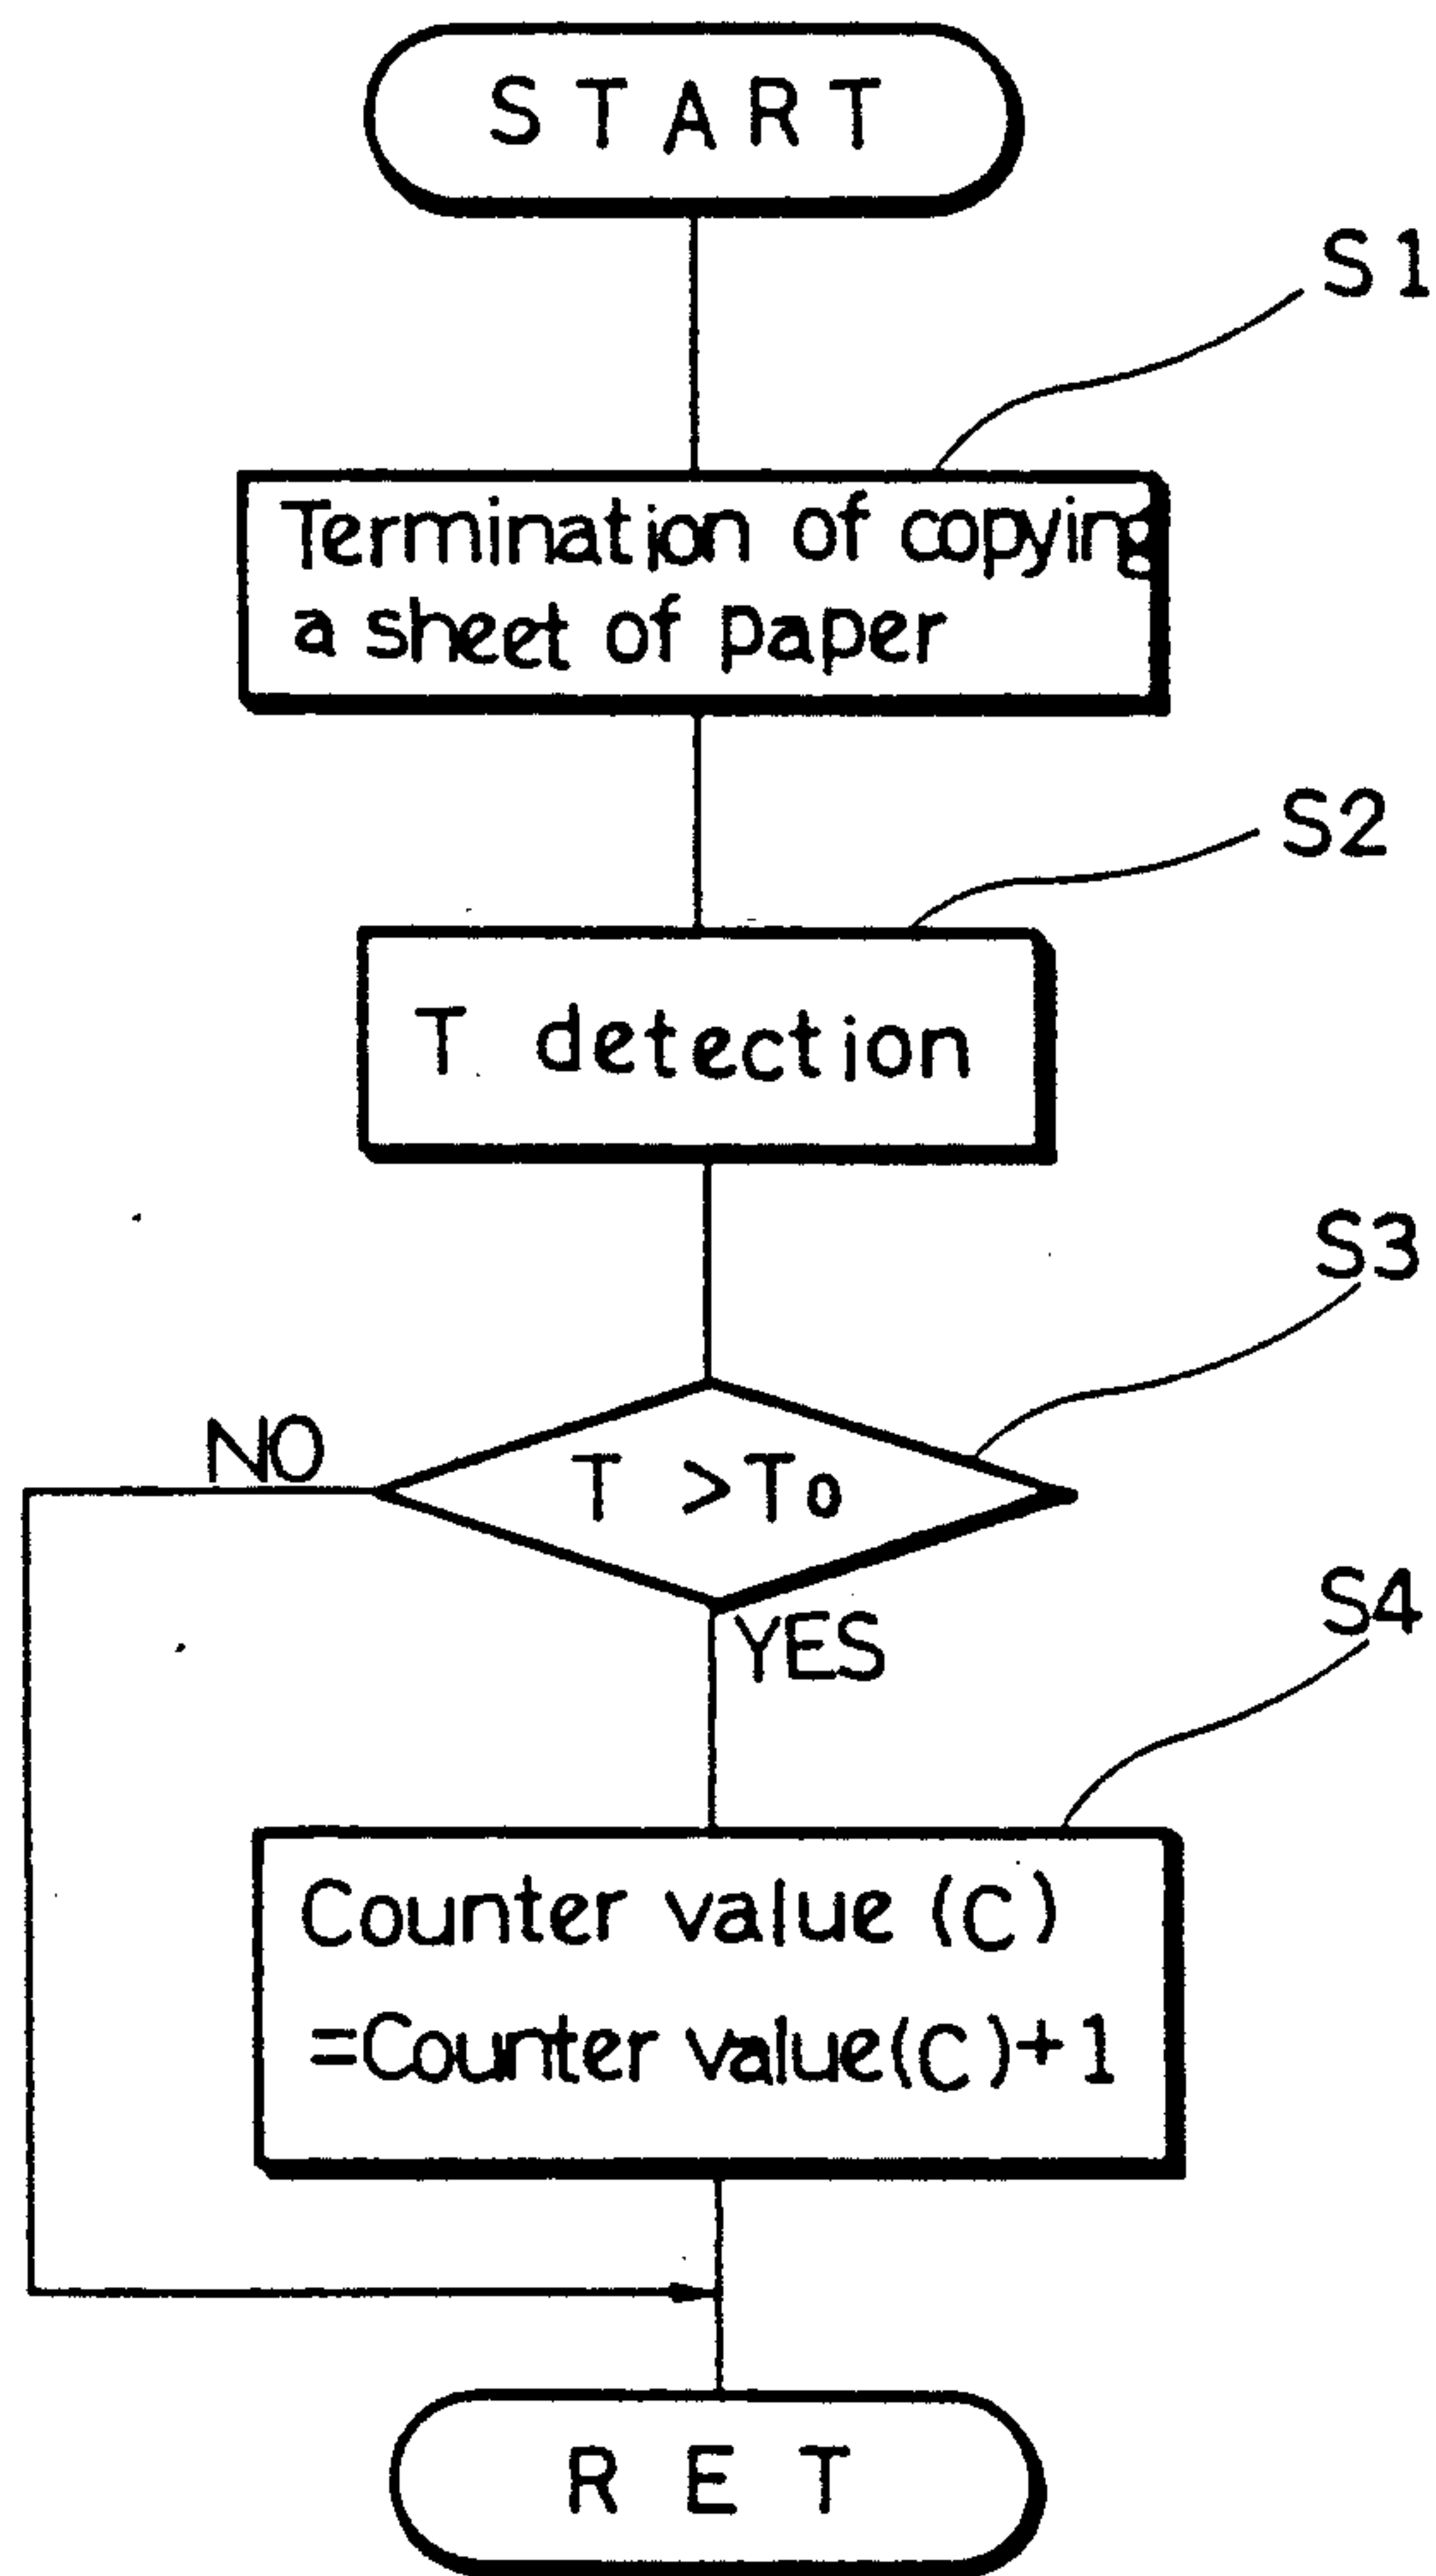 START
S1
Termination of copying
a sheet of paper
S2
T detection
S3
NO
T >To
YES
S4
Counter value (C)
=Counter value(C)+1
RET